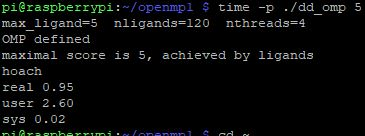 pi@raspberrypi:~/openmp1 $ time -p ./dd_omp 5
max_ligand=5  nligands=120  nthreads=4
OMP defined
maximal score is 5, achieved by ligands
hoach
real 0.95
user 2.60
sys 0.02
pi@raspberrypi:~/openmp1 $ cd ~